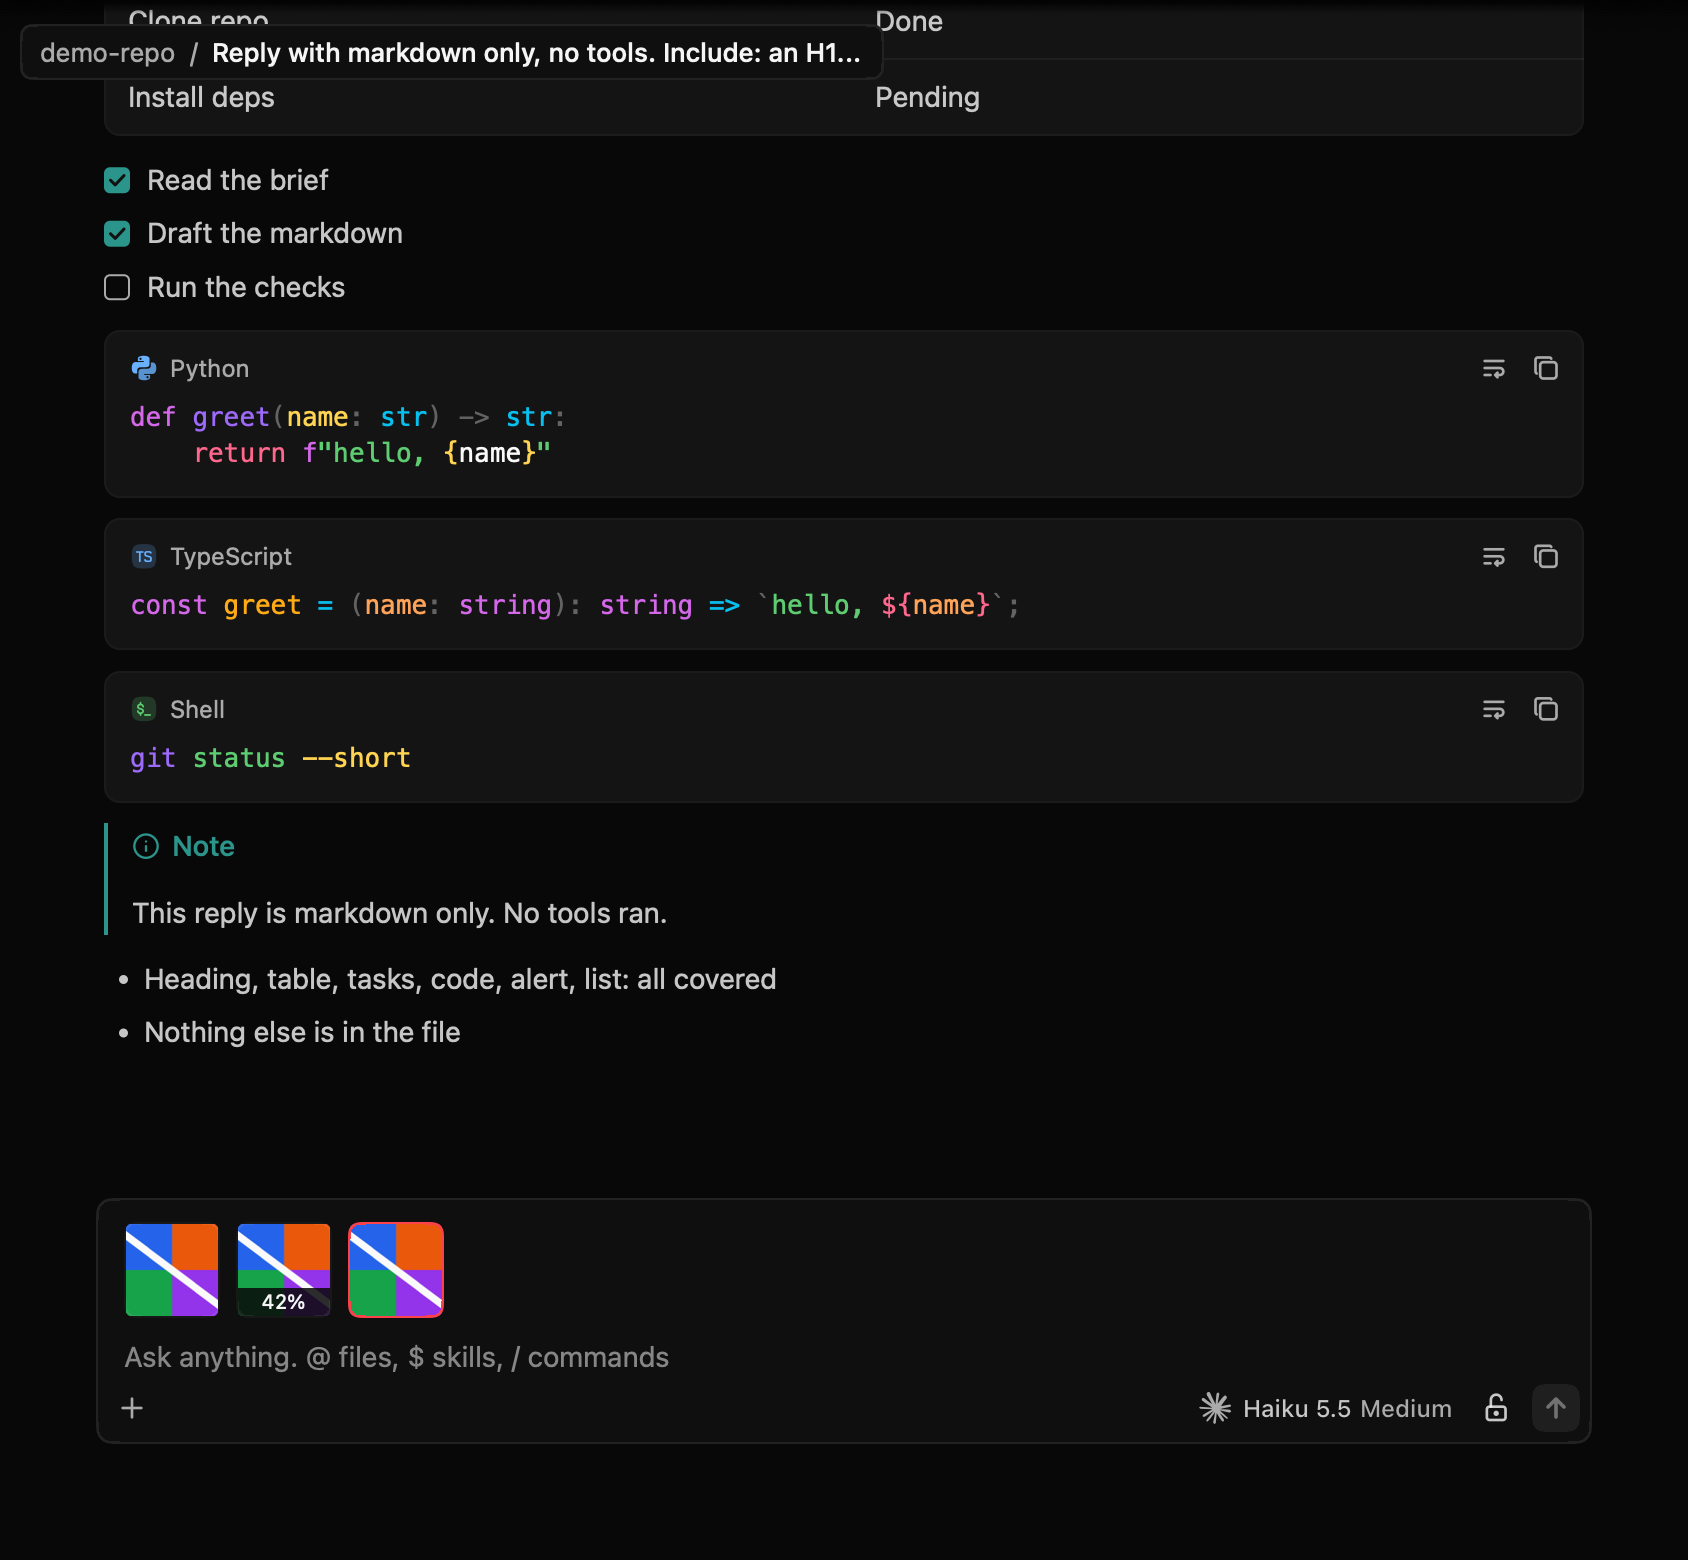 Clone repo Done
demo-repo / Reply with markdown only, no tools. Include: an H1...
Install deps Pending
Read the brief
Draft the markdown
Run the checks
Python
def greet(name: str) -> str:
    return f"hello, {name}"
TS TypeScript
const greet = (name: string): string => `hello, ${name}`;
$_ Shell
git status --short
Note
This reply is markdown only. No tools ran.
• Heading, table, tasks, code, alert, list: all covered
• Nothing else is in the file
42%
Ask anything. @ files, $ skills, / commands
Haiku 5.5 Medium